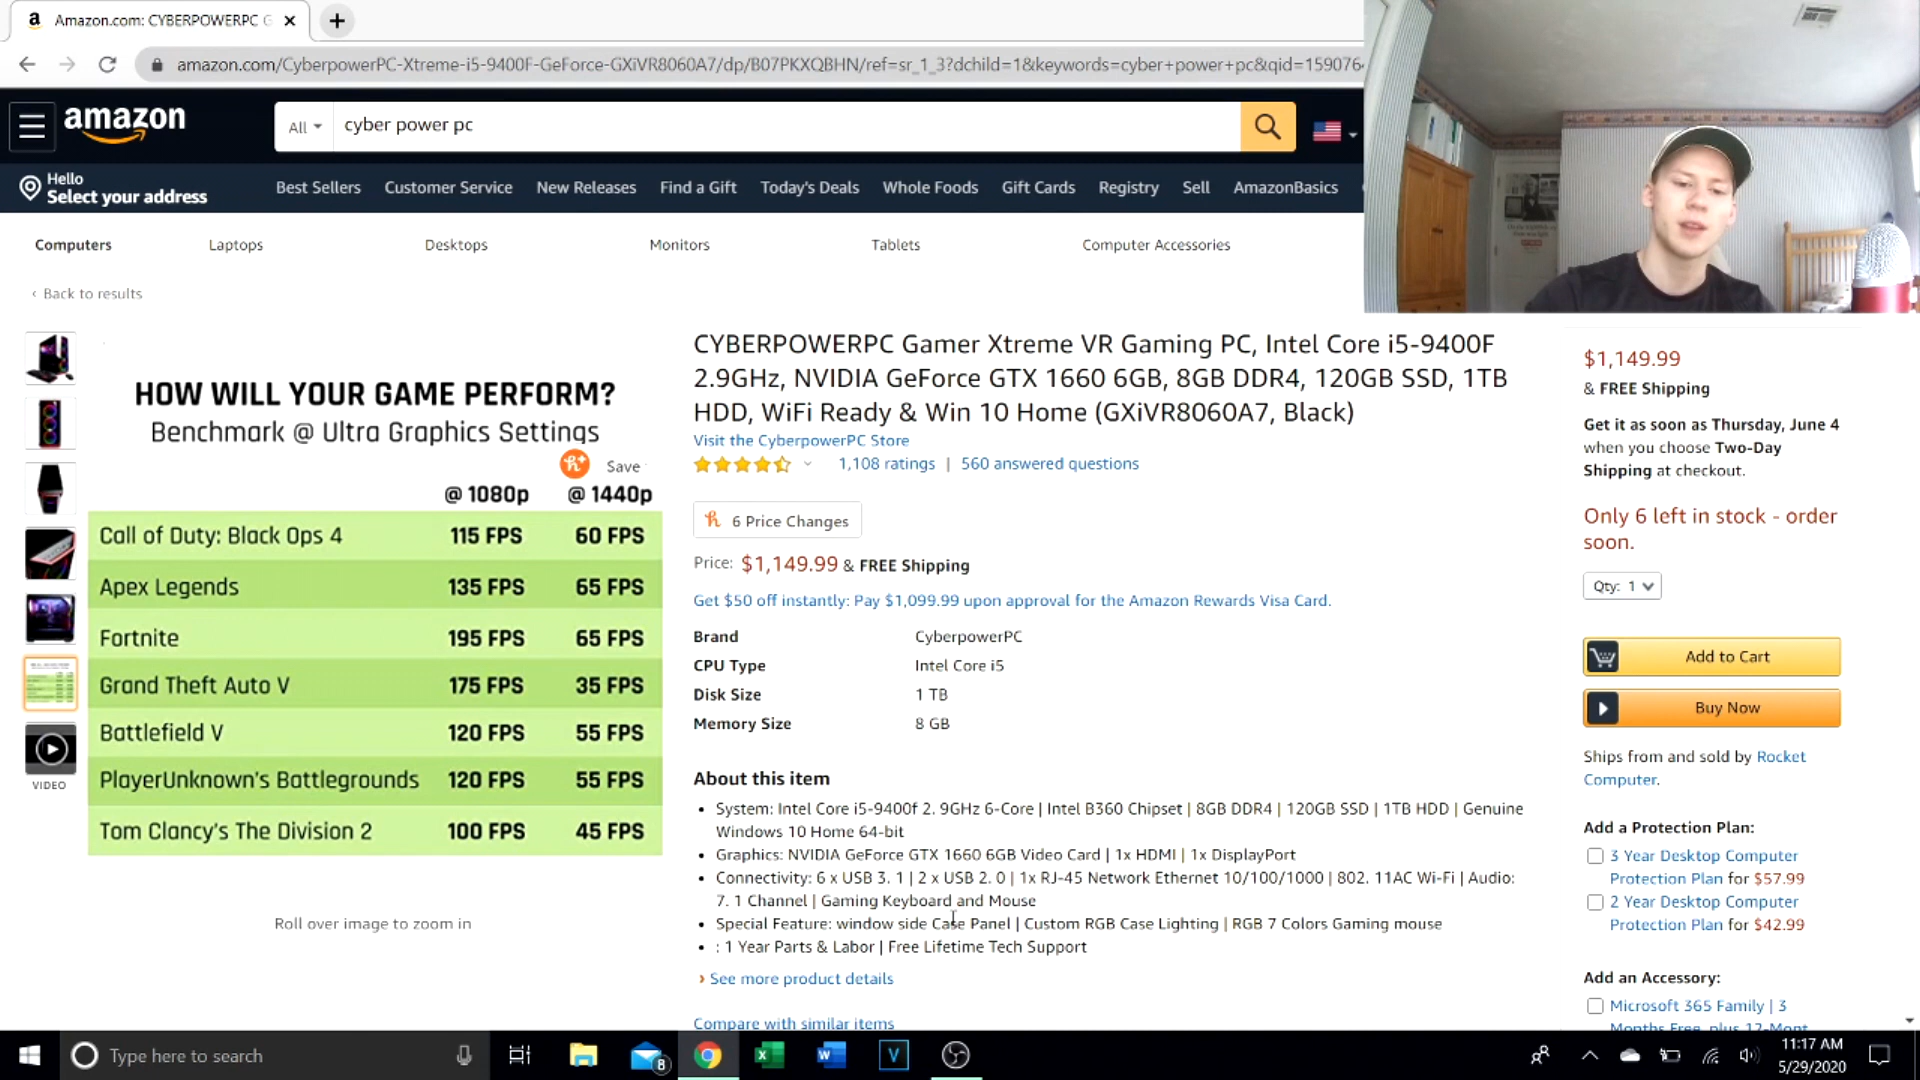 Amazon.com: CYBERPOWERPC G
amazon.com/CyberpowerPC-Xtreme-i5-9400F-GeForce-GXiVR8060A7/dp/B07PKXQBHN/ref=sr_1_3?dchild=1&keywords=cyber+power+pc&qid=159076
amazon
All
cyber power pc
Hello
Select your address
Best Sellers
Customer Service
New Releases
Find a Gift
Today's Deals
Whole Foods
Gift Cards
Registry
Sell
AmazonBasics
Computers
Laptops
Desktops
Monitors
Tablets
Computer Accessories
‹ Back to results
VIDEO
HOW WILL YOUR GAME PERFORM?
Benchmark @ Ultra Graphics Settings
Save
@ 1080p @ 1440p
Call of Duty: Black Ops 4 115 FPS 60 FPS
Apex Legends 135 FPS 65 FPS
Fortnite 195 FPS 65 FPS
Grand Theft Auto V 175 FPS 35 FPS
Battlefield V 120 FPS 55 FPS
PlayerUnknown's Battlegrounds 120 FPS 55 FPS
Tom Clancy's The Division 2 100 FPS 45 FPS
Roll over image to zoom in
CYBERPOWERPC Gamer Xtreme VR Gaming PC, Intel Core i5-9400F
2.9GHz, NVIDIA GeForce GTX 1660 6GB, 8GB DDR4, 120GB SSD, 1TB
HDD, WiFi Ready & Win 10 Home (GXiVR8060A7, Black)
Visit the CyberpowerPC Store
1,108 ratings | 560 answered questions
6 Price Changes
Price: $1,149.99 & FREE Shipping
Get $50 off instantly: Pay $1,099.99 upon approval for the Amazon Rewards Visa Card.
Brand CyberpowerPC
CPU Type Intel Core i5
Disk Size 1 TB
Memory Size 8 GB
About this item
• System: Intel Core i5-9400f 2. 9GHz 6-Core | Intel B360 Chipset | 8GB DDR4 | 120GB SSD | 1TB HDD | Genuine
Windows 10 Home 64-bit
• Graphics: NVIDIA GeForce GTX 1660 6GB Video Card | 1x HDMI | 1x DisplayPort
• Connectivity: 6 x USB 3. 1 | 2 x USB 2. 0 | 1x RJ-45 Network Ethernet 10/100/1000 | 802. 11AC Wi-Fi | Audio:
7. 1 Channel | Gaming Keyboard and Mouse
• Special Feature: window side Case Panel | Custom RGB Case Lighting | RGB 7 Colors Gaming mouse
• : 1 Year Parts & Labor | Free Lifetime Tech Support
› See more product details
Compare with similar items
$1,149.99
& FREE Shipping
Get it as soon as Thursday, June 4
when you choose Two-Day
Shipping at checkout.
Only 6 left in stock - order
soon.
Qty: 1
Add to Cart
Buy Now
Ships from and sold by Rocket
Computer.
Add a Protection Plan:
3 Year Desktop Computer
Protection Plan for $57.99
2 Year Desktop Computer
Protection Plan for $42.99
Add an Accessory:
Microsoft 365 Family | 3
Months Free, plus 12-Mont
Type here to search
8
11:17 AM
5/29/2020